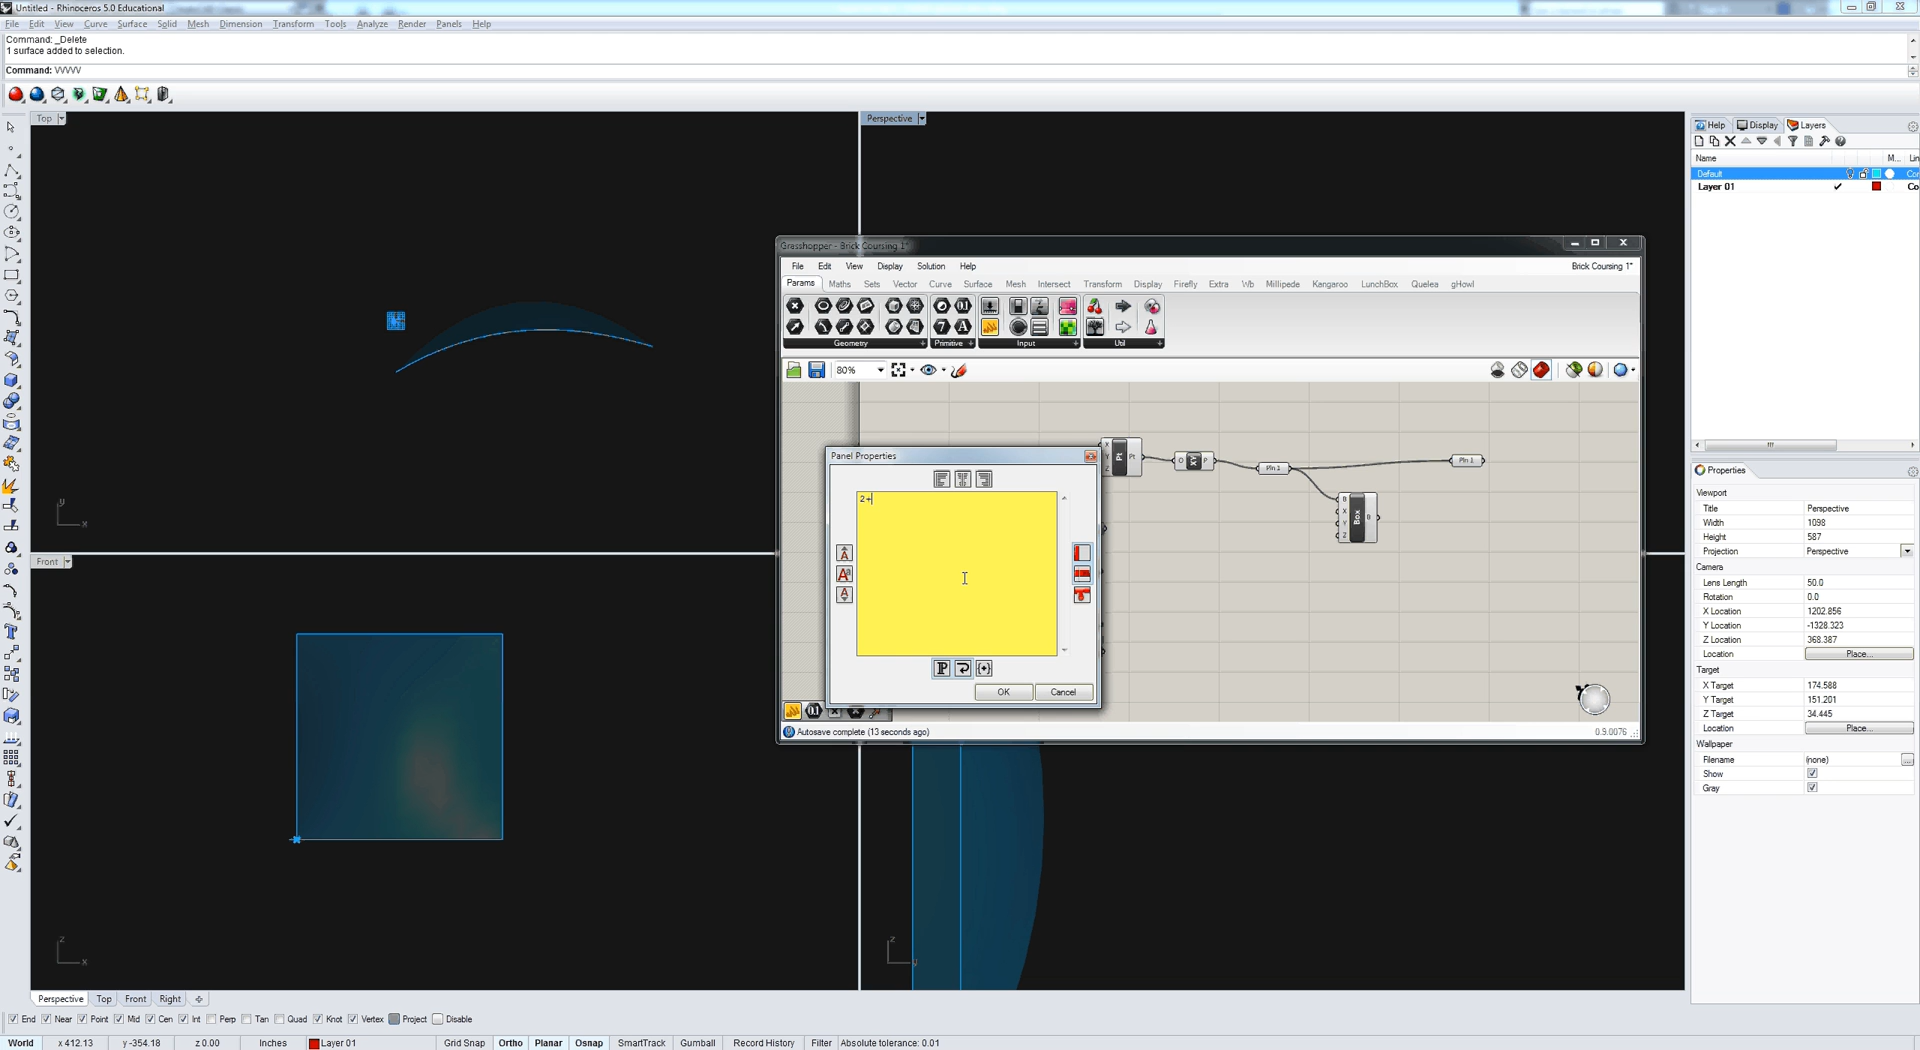 Untitled - Rhinoceros 5.0 Educational
File Edit View Curve Surface Solid Mesh Dimension Transform Tools Analyze Render Panels Help
Command: _Delete
1 surface added to selection.
Command: VVVVV
Top
Perspective
Help Display Layers
Name M... Lin
Default Cor
Layer 01 Co
Grasshopper - Brick Coursing 1*
File Edit View Display Solution Help Brick Coursing 1*
Params Maths Sets Vector Curve Surface Mesh Intersect Transform Display Firefly Extra Wb Millipede Kangaroo LunchBox Quelea gHowl
Geometry Primitive Input Util
80%
X Y Z Pt Pt
O XY P
Pln 1
Pln 1
B X Y Z Box B
Panel Properties
2+
OK Cancel
Autosave complete (13 seconds ago) 0.9.0076
Front
Properties
Viewport
Title Perspective
Width 1098
Height 587
Projection Perspective
Camera
Lens Length 50.0
Rotation 0.0
X Location 1202.856
Y Location -1328.323
Z Location 368.387
Location Place...
Target
X Target 174.588
Y Target 151.201
Z Target 34.445
Location Place...
Wallpaper
Filename (none) ...
Show
Gray
y x
z x
z y
Perspective Top Front Right
End Near Point Mid Cen Int Perp Tan Quad Knot Vertex Project Disable
World x 412.13 y -354.18 z 0.00 Inches Layer 01 Grid Snap Ortho Planar Osnap SmartTrack Gumball Record History Filter Absolute tolerance: 0.01